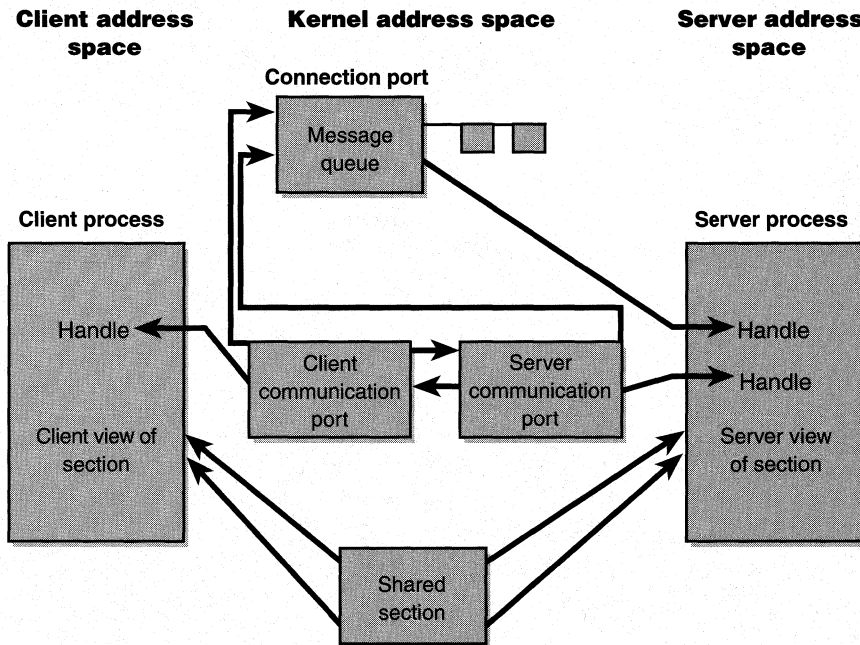 Client address
space
Kernel address space
Server address
space
Connection port
Message
queue
Client process
Server process
Handle
Client
communication
port
Server
communication
port
Handle
Handle
Client view of
section
Server view
of section
Shared
section